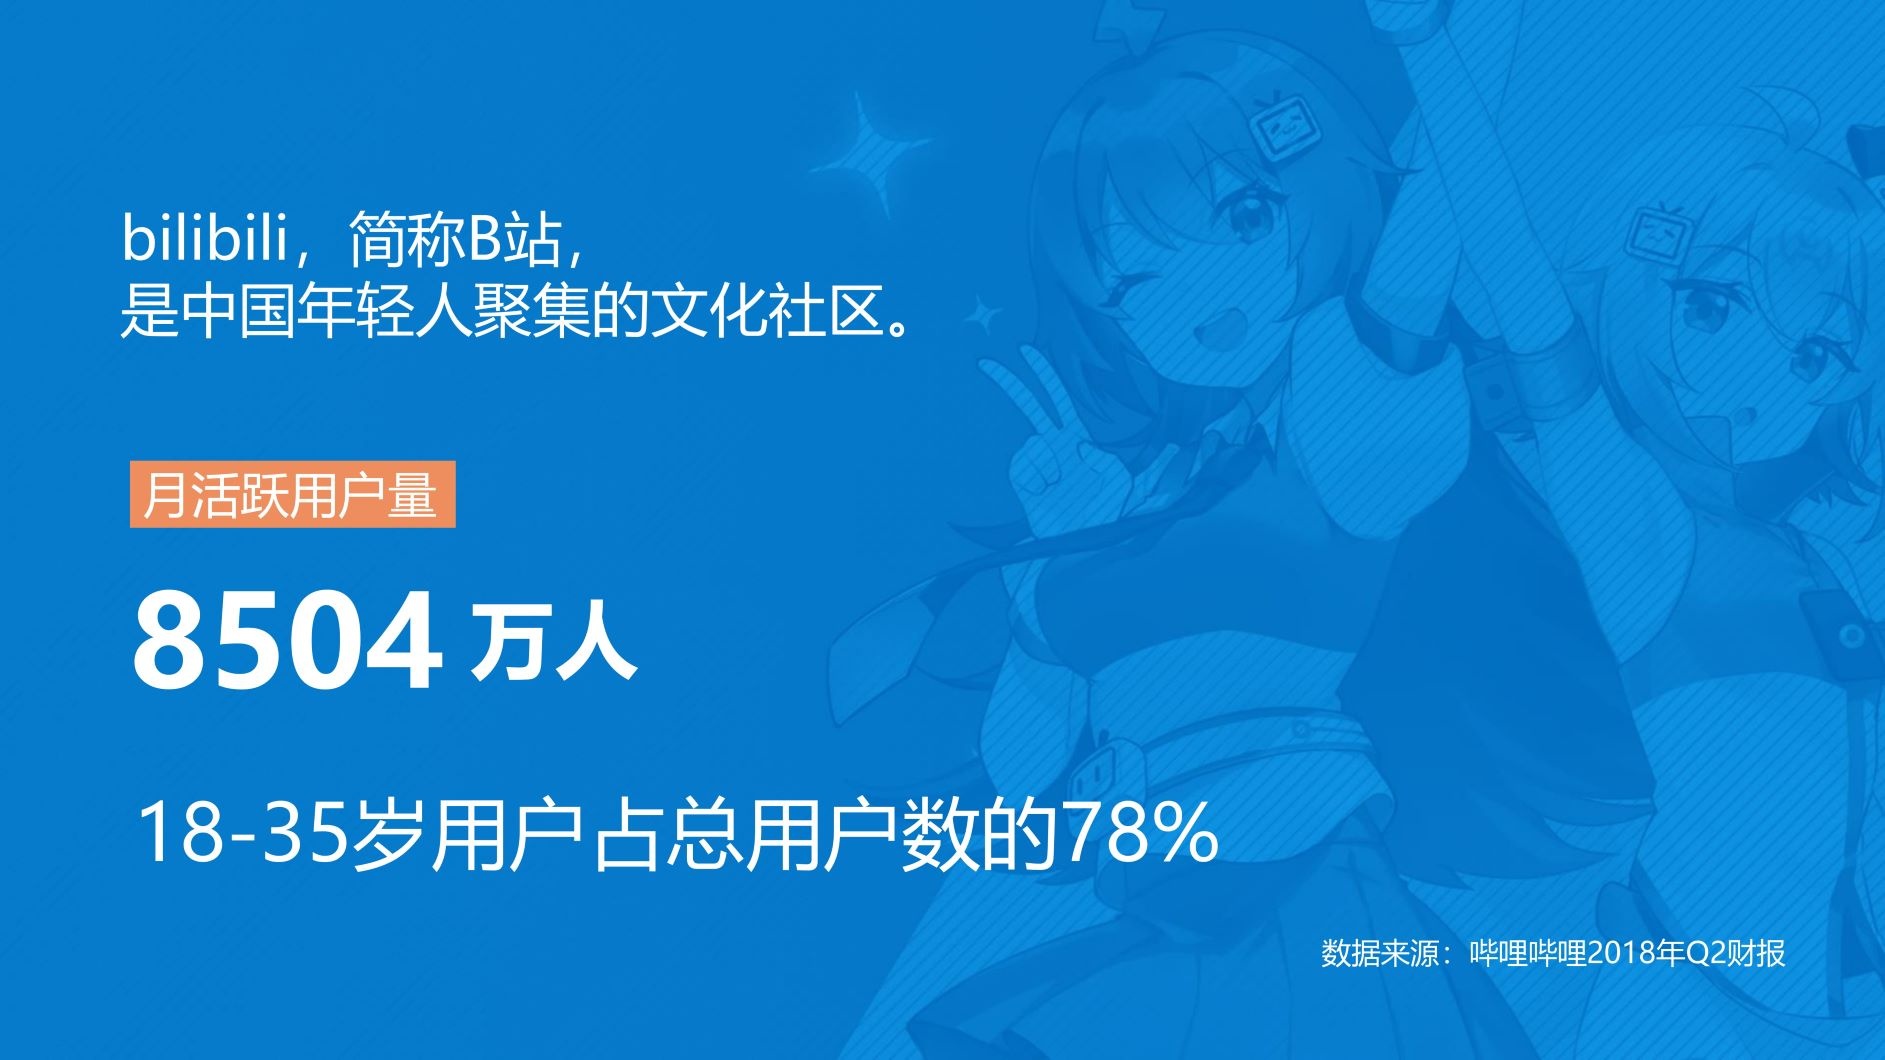 bilibili，简称B站，
是中国年轻人聚集的文化社区。
月活跃用户量
8504 万人
18-35岁用户占总用户数的78%
数据来源：哔哩哔哩2018年Q2财报